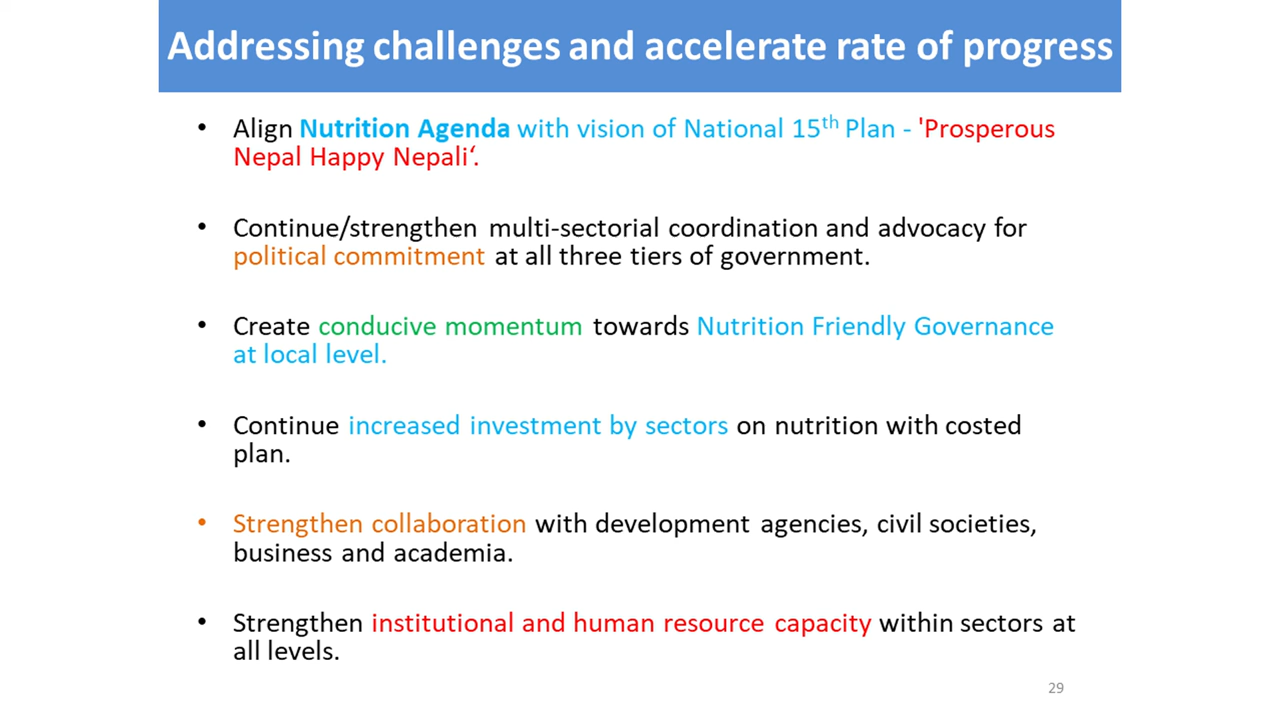 Addressing challenges and accelerate rate of progress
• Align Nutrition Agenda with vision of National 15th Plan - 'Prosperous
Nepal Happy Nepali‘.
• Continue/strengthen multi-sectorial coordination and advocacy for
political commitment at all three tiers of government.
• Create conducive momentum towards Nutrition Friendly Governance
at local level.
• Continue increased investment by sectors on nutrition with costed
plan.
• Strengthen collaboration with development agencies, civil societies,
business and academia.
• Strengthen institutional and human resource capacity within sectors at
all levels.
29